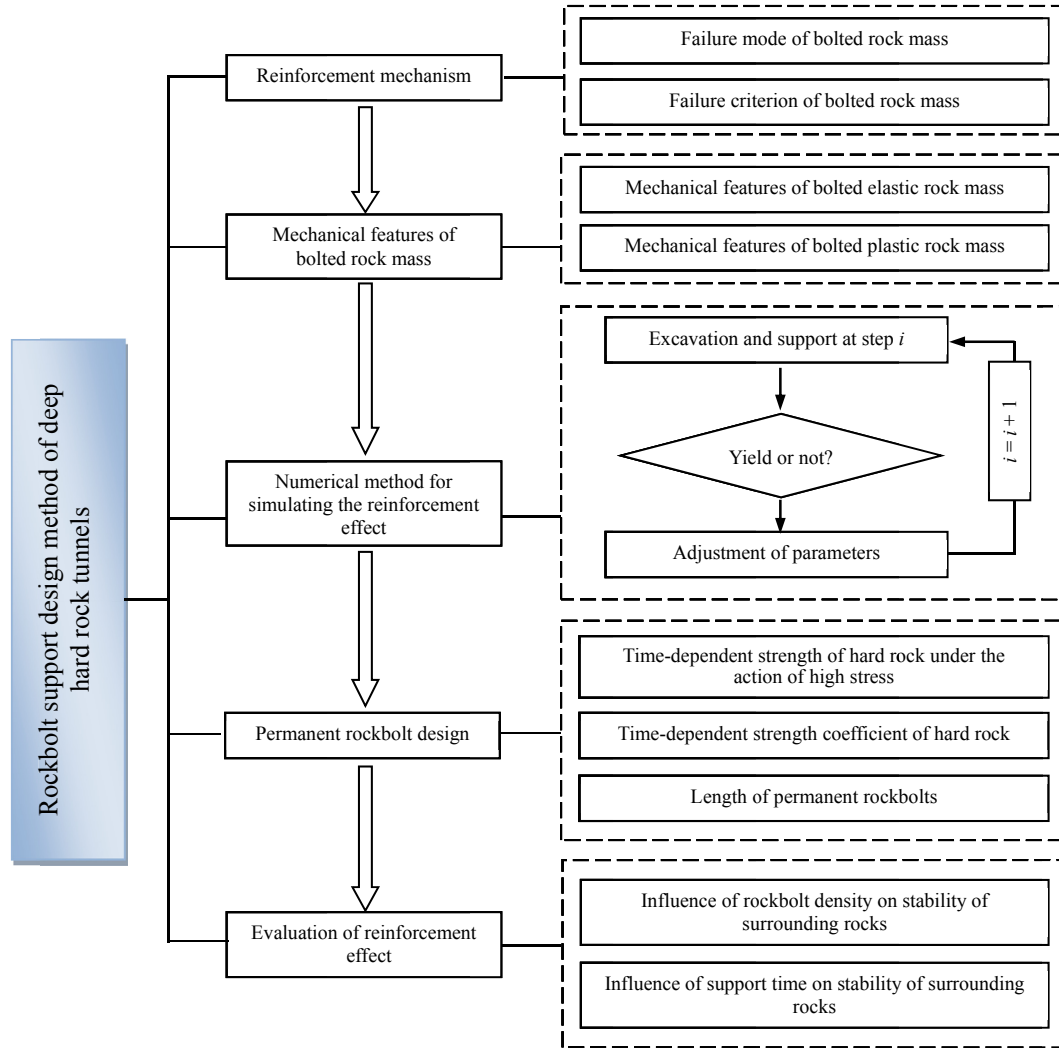 Rockbolt support design method of deep
hard rock tunnels
Reinforcement mechanism
Failure mode of bolted rock mass
Failure criterion of bolted rock mass
Mechanical features of
bolted rock mass
Mechanical features of bolted elastic rock mass
Mechanical features of bolted plastic rock mass
Numerical method for
simulating the reinforcement
effect
Excavation and support at step i
Yield or not?
Adjustment of parameters
i = i + 1
Permanent rockbolt design
Time-dependent strength of hard rock under the
action of high stress
Time-dependent strength coefficient of hard rock
Length of permanent rockbolts
Evaluation of reinforcement
effect
Influence of rockbolt density on stability of
surrounding rocks
Influence of support time on stability of surrounding
rocks